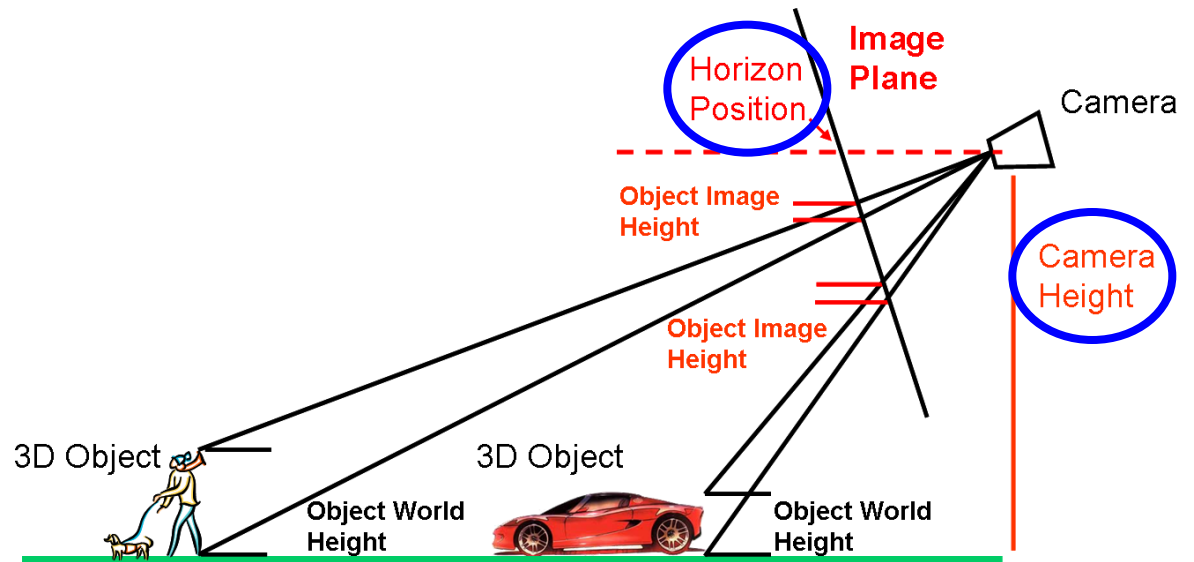 Image
Plane
Horizon
Position
Camera
Object Image
Height
Camera
Height
Object Image
Height
3D Object
3D Object
Object World
Height
Object World
Height